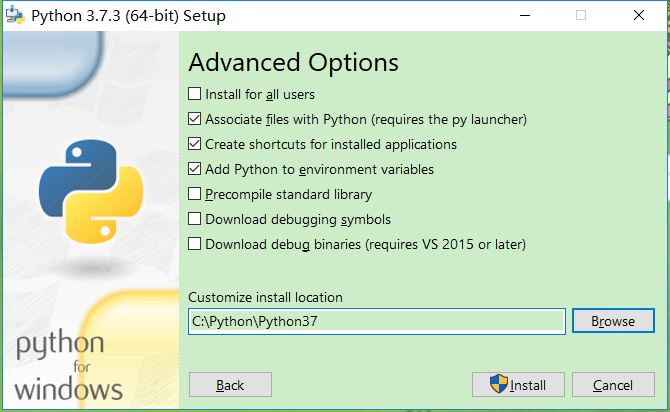 Python 3.7.3 (64-bit) Setup
Advanced Options
Install for all users
Associate files with Python (requires the py launcher)
Create shortcuts for installed applications
Add Python to environment variables
Precompile standard library
Download debugging symbols
Download debug binaries (requires VS 2015 or later)
Customize install location
C:\Python\Python37
Browse
python
for
windows
Back
Install
Cancel